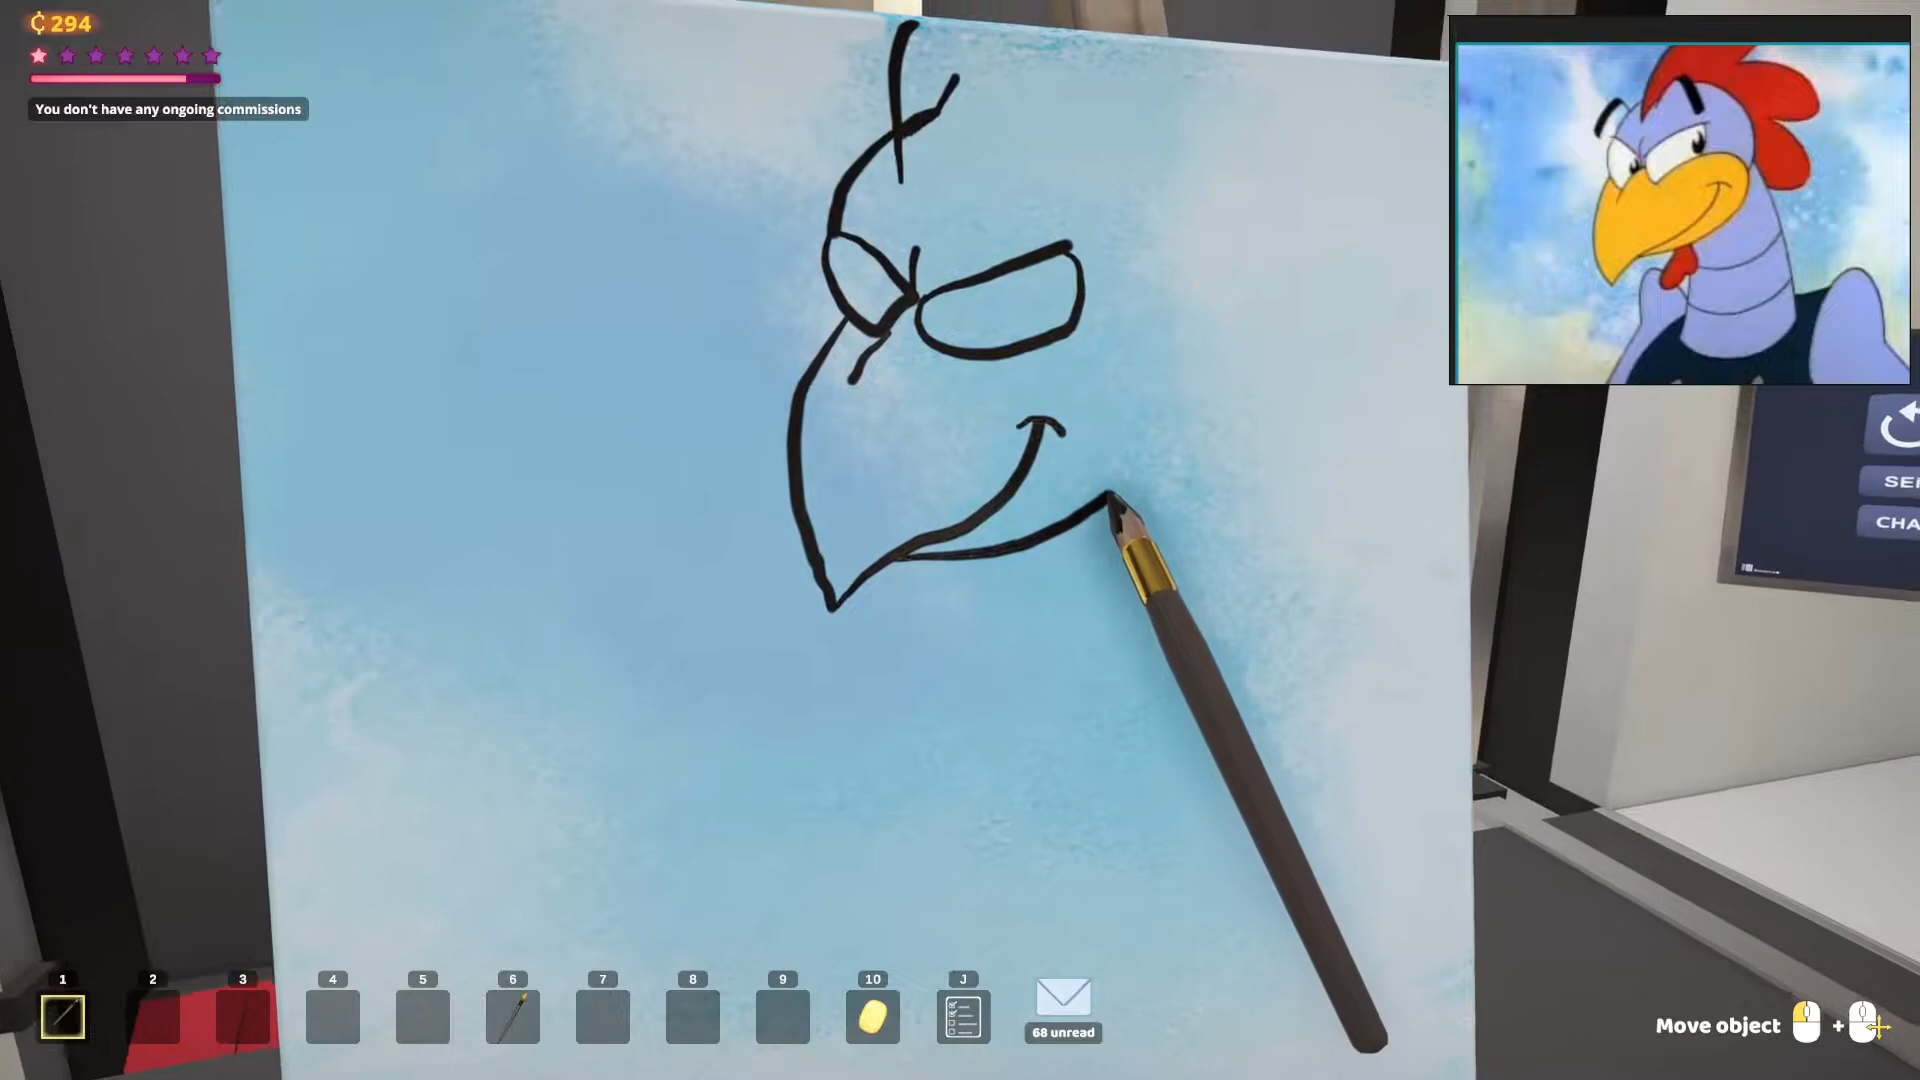 ₵ 294
You don't have any ongoing commissions
SE
CHA
1 2 3 4 5 6 7 8 9 10 J
68 unread
Move object +